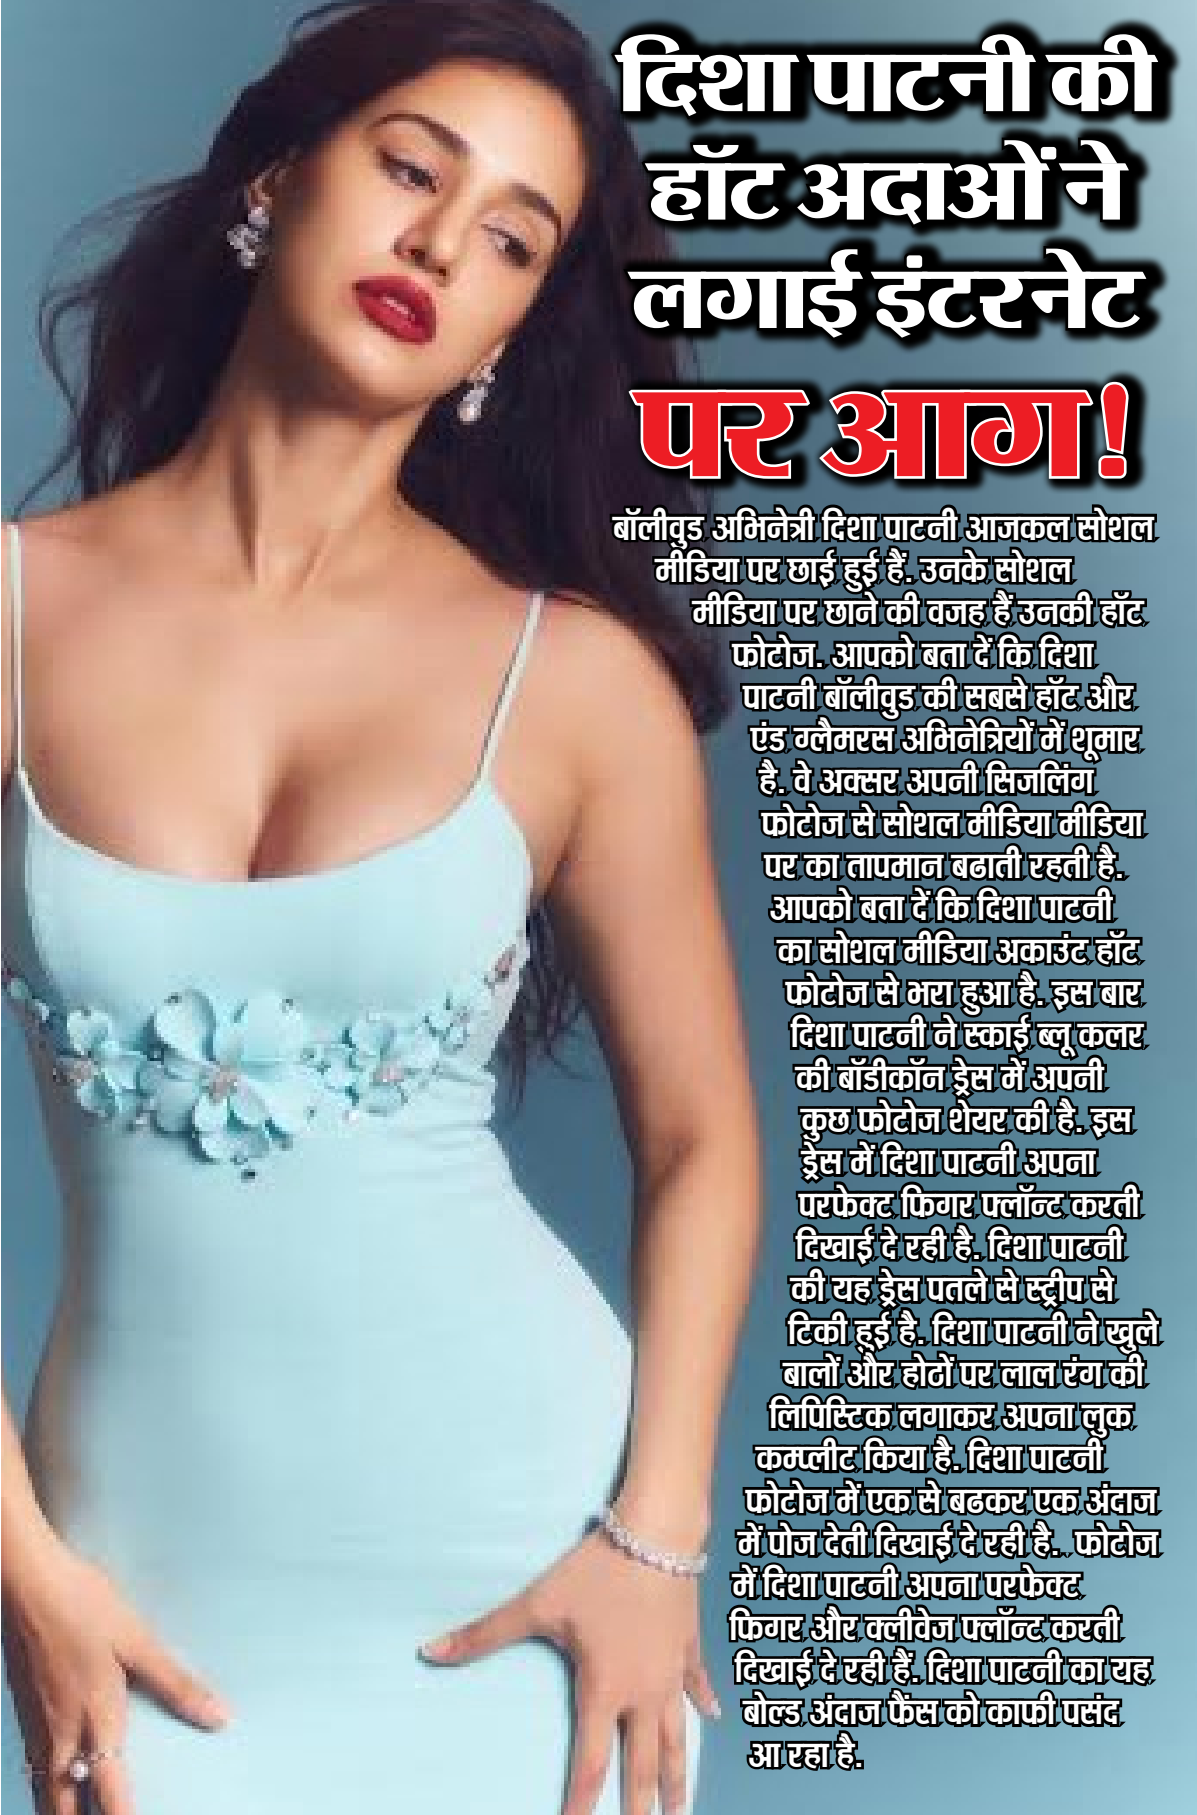 दिशा पाटनी की
हॉट अदाओं ने
लगाई इंटरनेट
पर आग!
बॉलीवुड अभिनेत्री दिशा पाटनी आजकल सोशल
मीडिया पर छाई हुई हैं. उनके सोशल
मीडिया पर छाने की वजह हैं उनकी हॉट
फोटोज. आपको बता दें कि दिशा
पाटनी बॉलीवुड की सबसे हॉट और
एंड ग्लैमरस अभिनेत्रियों में शूमार
है. वे अक्सर अपनी सिजलिंग
फोटोज से सोशल मीडिया मीडिया
पर का तापमान बढाती रहती है.
आपको बता दें कि दिशा पाटनी
का सोशल मीडिया अकाउंट हॉट
फोटोज से भरा हुआ है. इस बार
दिशा पाटनी ने स्काई ब्लू कलर
की बॉडीकॉन ड्रेस में अपनी
कुछ फोटोज शेयर की है. इस
ड्रेस में दिशा पाटनी अपना
परफेक्ट फिगर फ्लॉन्ट करती
दिखाई दे रही है. दिशा पाटनी
की यह ड्रेस पतले से स्ट्रीप से
टिकी हुई है. दिशा पाटनी ने खुले
बालों और होठों पर लाल रंग की
लिपिस्टिक लगाकर अपना लुक
कम्प्लीट किया है. दिशा पाटनी
फोटोज में एक से बढकर एक अंदाज
में पोज देती दिखाई दे रही है.. फोटोज
में दिशा पाटनी अपना परफेक्ट
फिगर और क्लीवेज फ्लॉन्ट करती
दिखाई दे रही हैं. दिशा पाटनी का यह
बोल्ड अंदाज फैंस को काफी पसंद
आ रहा है.